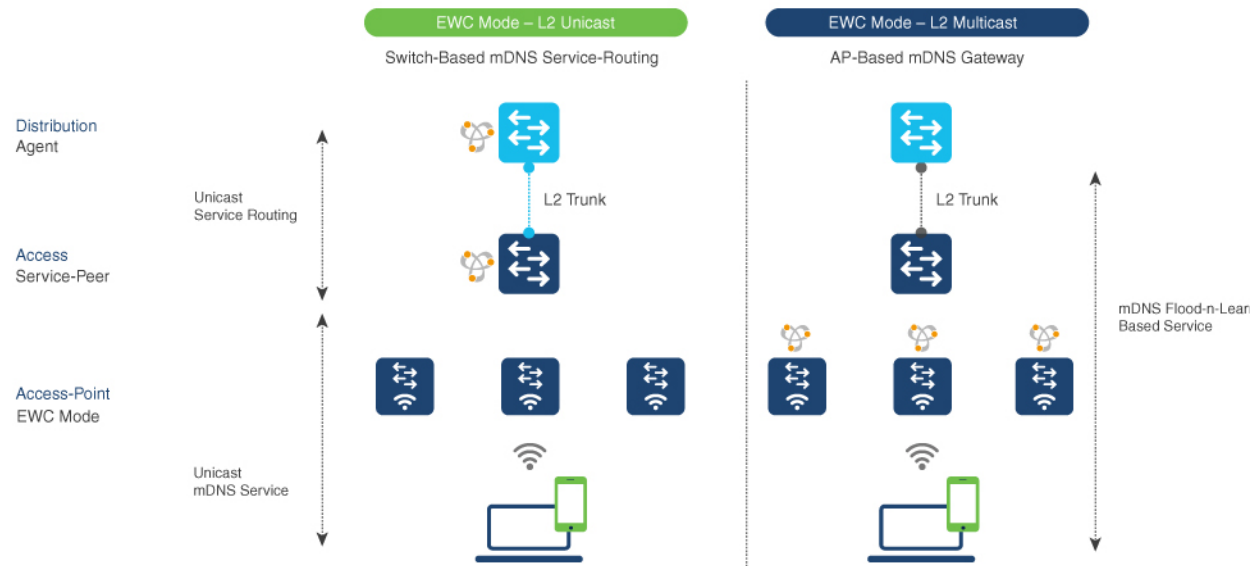 EWC Mode – L2 Unicast
EWC Mode – L2 Multicast
Switch-Based mDNS Service-Routing
AP-Based mDNS Gateway
Distribution
Agent
Unicast
Service Routing
L2 Trunk
L2 Trunk
Access
Service-Peer
mDNS Flood-n-Lear
Based Service
Access-Point
EWC Mode
Unicast
mDNS Service